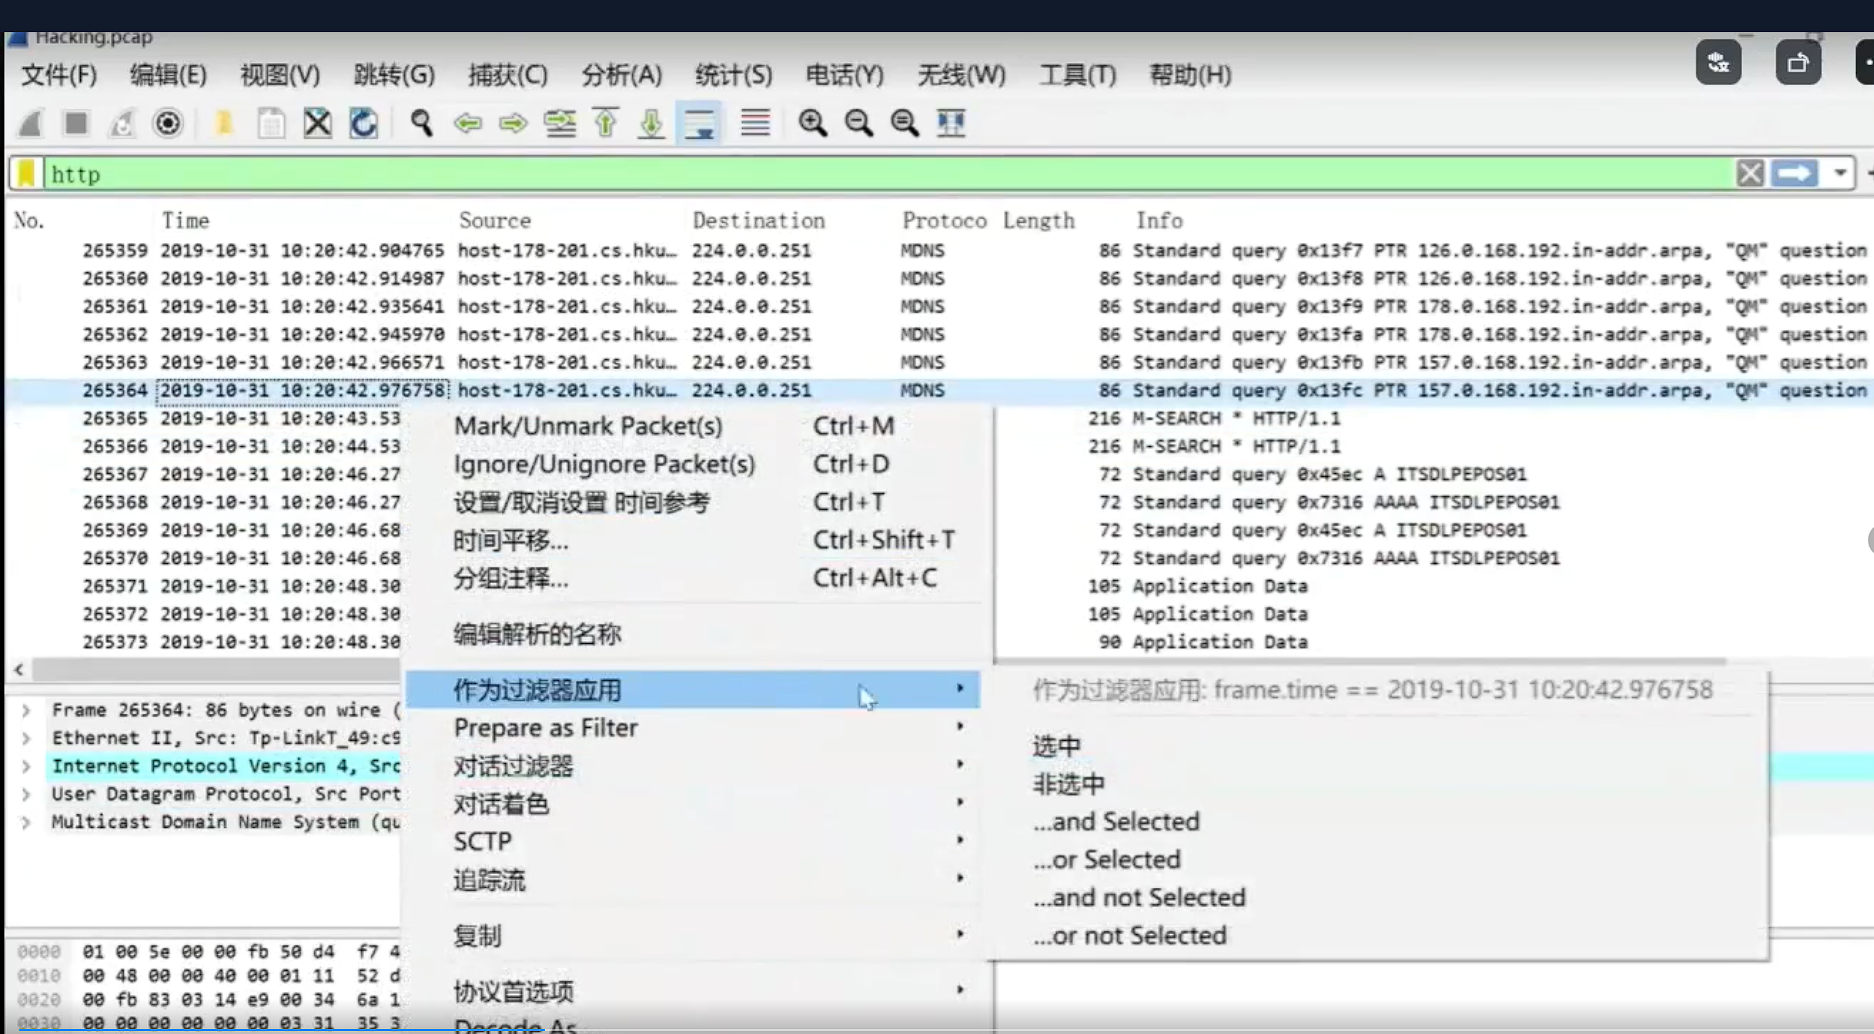 Hacking.pcap
文件(F) 编辑(E) 视图(V) 跳转(G) 捕获(C) 分析(A) 统计(S) 电话(Y) 无线(W) 工具(T) 帮助(H)
http
No. Time Source Destination Protoco Length Info
265359 2019-10-31 10:20:42.904765 host-178-201.cs.hku… 224.0.0.251 MDNS 86 Standard query 0x13f7 PTR 126.0.168.192.in-addr.arpa, "QM" question
265360 2019-10-31 10:20:42.914987 host-178-201.cs.hku… 224.0.0.251 MDNS 86 Standard query 0x13f8 PTR 126.0.168.192.in-addr.arpa, "QM" question
265361 2019-10-31 10:20:42.935641 host-178-201.cs.hku… 224.0.0.251 MDNS 86 Standard query 0x13f9 PTR 178.0.168.192.in-addr.arpa, "QM" question
265362 2019-10-31 10:20:42.945970 host-178-201.cs.hku… 224.0.0.251 MDNS 86 Standard query 0x13fa PTR 178.0.168.192.in-addr.arpa, "QM" question
265363 2019-10-31 10:20:42.966571 host-178-201.cs.hku… 224.0.0.251 MDNS 86 Standard query 0x13fb PTR 157.0.168.192.in-addr.arpa, "QM" question
265364 2019-10-31 10:20:42.976758 host-178-201.cs.hku… 224.0.0.251 MDNS 86 Standard query 0x13fc PTR 157.0.168.192.in-addr.arpa, "QM" question
265365 2019-10-31 10:20:43.53 216 M-SEARCH * HTTP/1.1
265366 2019-10-31 10:20:44.53 216 M-SEARCH * HTTP/1.1
265367 2019-10-31 10:20:46.27 72 Standard query 0x45ec A ITSDLPEPOS01
265368 2019-10-31 10:20:46.27 72 Standard query 0x7316 AAAA ITSDLPEPOS01
265369 2019-10-31 10:20:46.68 72 Standard query 0x45ec A ITSDLPEPOS01
265370 2019-10-31 10:20:46.68 72 Standard query 0x7316 AAAA ITSDLPEPOS01
265371 2019-10-31 10:20:48.30 105 Application Data
265372 2019-10-31 10:20:48.30 105 Application Data
265373 2019-10-31 10:20:48.30 90 Application Data
Mark/Unmark Packet(s) Ctrl+M
Ignore/Unignore Packet(s) Ctrl+D
设置/取消设置 时间参考 Ctrl+T
时间平移... Ctrl+Shift+T
分组注释... Ctrl+Alt+C
编辑解析的名称
作为过滤器应用
Prepare as Filter
对话过滤器
对话着色
SCTP
追踪流
复制
协议首选项
Decode As
作为过滤器应用: frame.time == 2019-10-31 10:20:42.976758
选中
非选中
...and Selected
...or Selected
...and not Selected
...or not Selected
Frame 265364: 86 bytes on wire (
Ethernet II, Src: Tp-LinkT_49:c9
Internet Protocol Version 4, Src
User Datagram Protocol, Src Port
Multicast Domain Name System (qu
0000 01 00 5e 00 00 fb 50 d4 f7 4
0010 00 48 00 00 40 00 01 11 52 d
0020 00 fb 83 03 14 e9 00 34 6a 1
0030 00 00 00 00 00 00 03 31 35 3